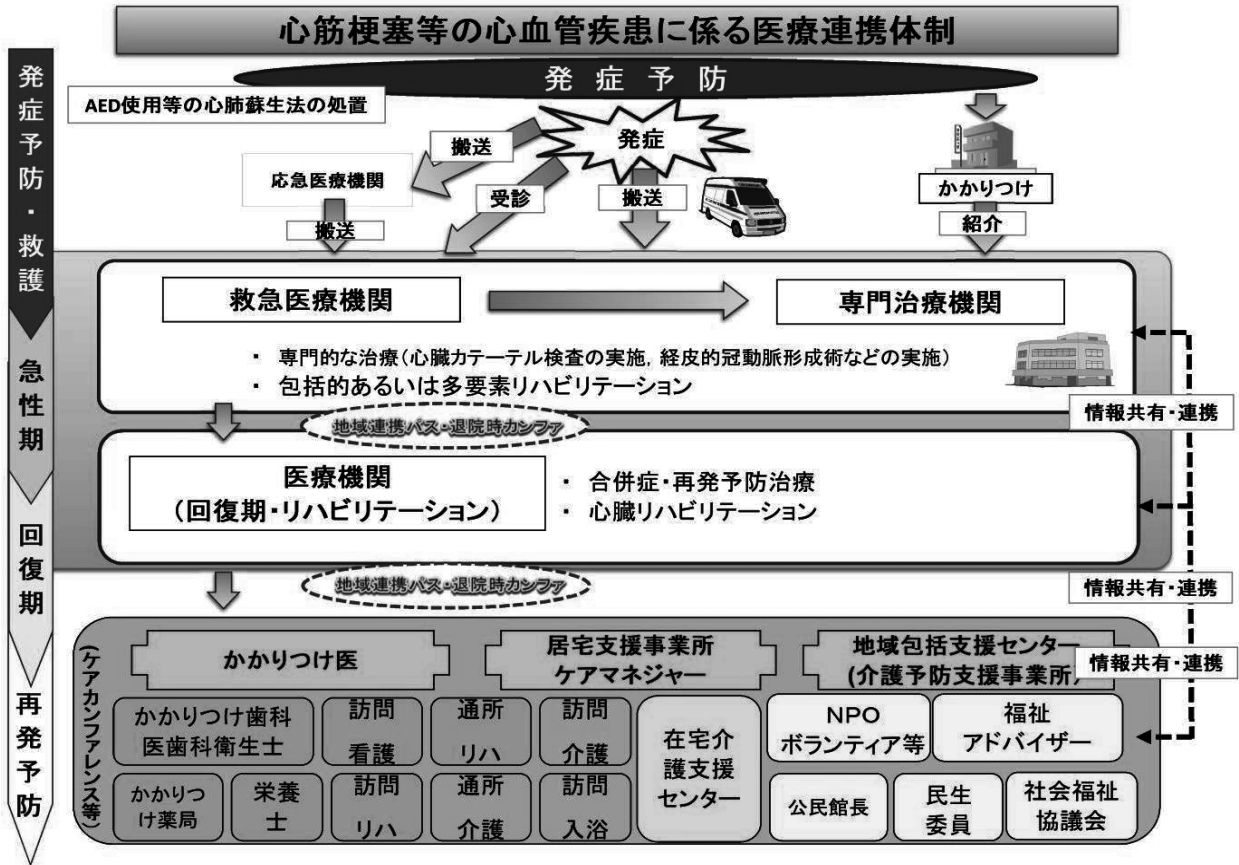 心筋梗塞等の心血管疾患に係る医療連携体制
発症予防・救護
急性期
回復期
再発予防
発症予防
AED使用等の心肺蘇生法の処置
発症
搬送
応急医療機関
搬送
受診
搬送
かかりつけ
紹介
救急医療機関
専門治療機関
・ 専門的な治療(心臓カテーテル検査の実施,経皮的冠動脈形成術などの実施)
・ 包括的あるいは多要素リハビリテーション
情報共有・連携
地域連携パス・退院時カンファ
医療機関
(回復期・リハビリテーション)
・ 合併症・再発予防治療
・ 心臓リハビリテーション
地域連携パス・退院時カンファ
情報共有・連携
(ケアカンファレンス等)
かかりつけ医
居宅支援事業所
ケアマネジャー
地域包括支援センター
(介護予防支援事業所)
情報共有・連携
かかりつけ歯科
医歯科衛生士
訪問
看護
通所
リハ
訪問
介護
在宅介
護支援
センター
NPO
ボランティア等
福祉
アドバイザー
かかりつ
け薬局
栄養
士
訪問
リハ
通所
介護
訪問
入浴
公民館長
民生
委員
社会福祉
協議会